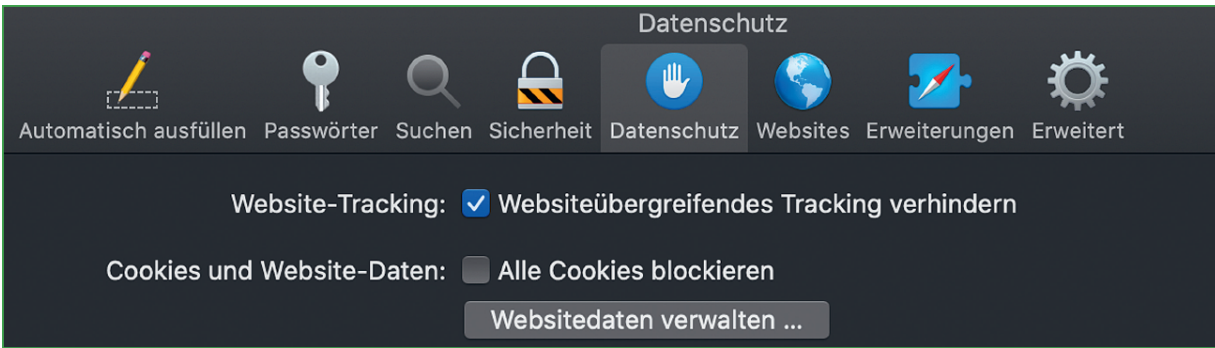 Datenschutz
Automatisch ausfüllen Passwörter Suchen Sicherheit Datenschutz Websites Erweiterungen Erweitert
Website-Tracking: Websiteübergreifendes Tracking verhindern
Cookies und Website-Daten: Alle Cookies blockieren
Websitedaten verwalten ...